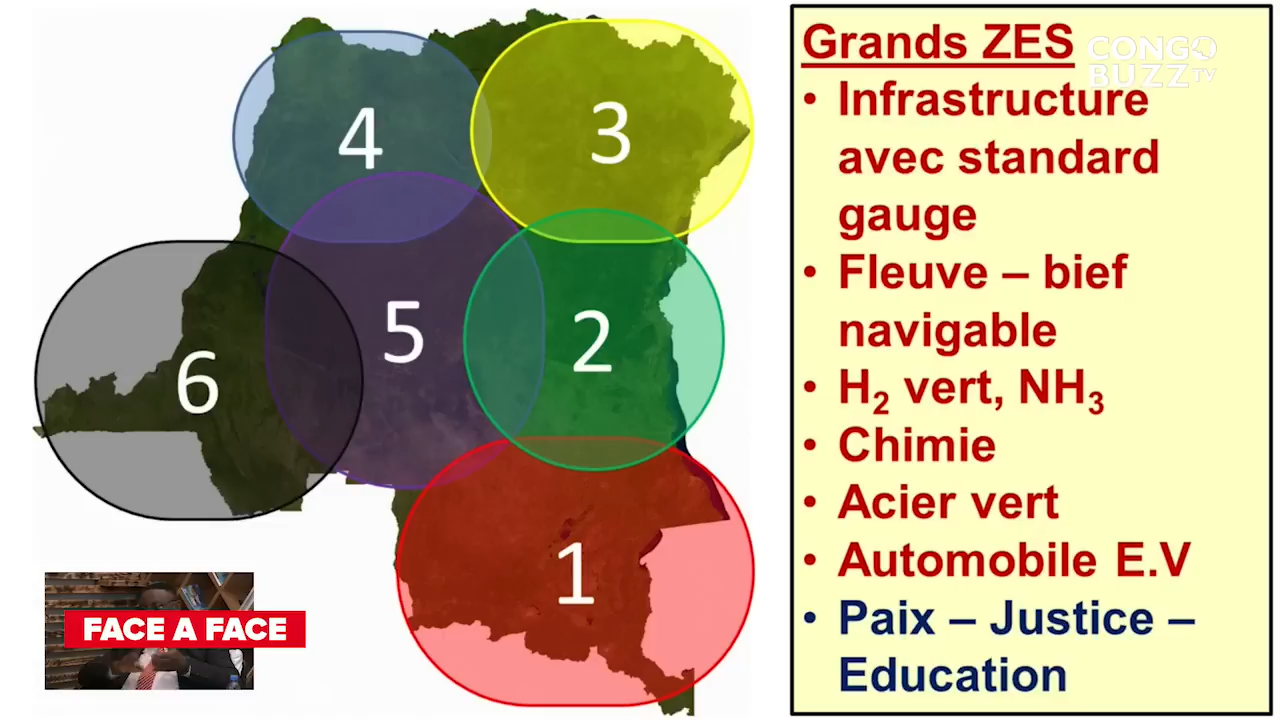 4
3
5
2
6
1
FACE A FACE
Grands ZES
CONGO
BUZZ TV
• Infrastructure
avec standard
gauge
• Fleuve – bief
navigable
• H₂ vert, NH₃
• Chimie
• Acier vert
• Automobile E.V
• Paix – Justice –
Education